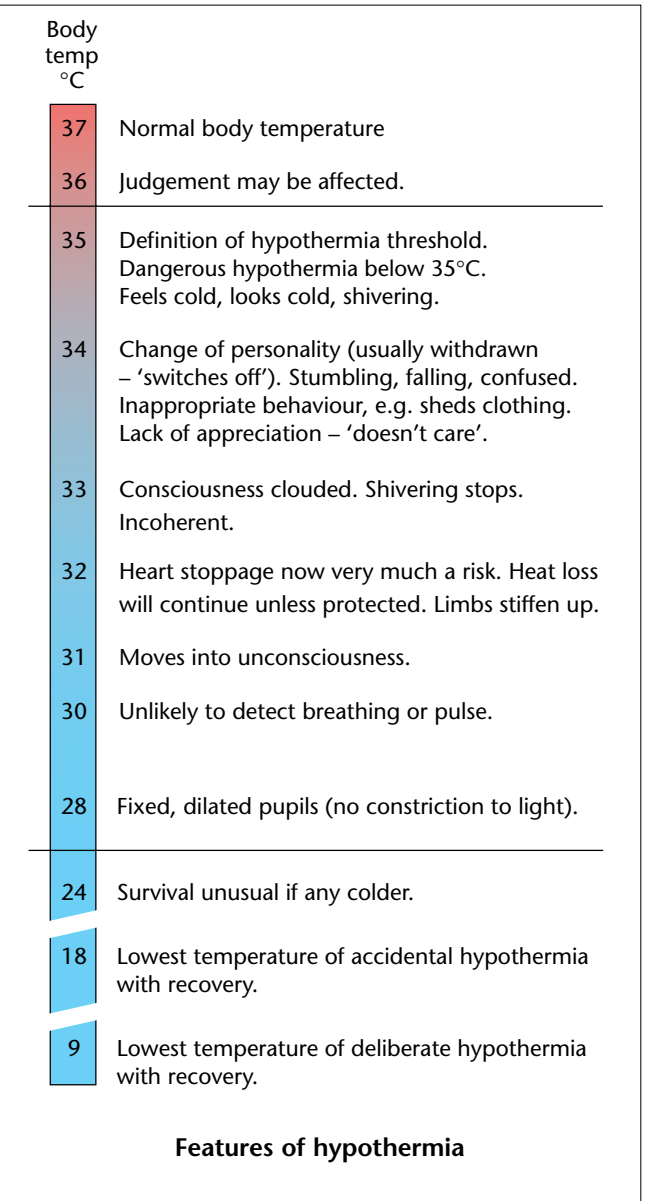 Body
temp
°C
37 Normal body temperature
36 Judgement may be affected.
35 Definition of hypothermia threshold.
Dangerous hypothermia below 35°C.
Feels cold, looks cold, shivering.
34 Change of personality (usually withdrawn
– ‘switches off’). Stumbling, falling, confused.
Inappropriate behaviour, e.g. sheds clothing.
Lack of appreciation – ‘doesn’t care’.
33 Consciousness clouded. Shivering stops.
Incoherent.
32 Heart stoppage now very much a risk. Heat loss
will continue unless protected. Limbs stiffen up.
31 Moves into unconsciousness.
30 Unlikely to detect breathing or pulse.
28 Fixed, dilated pupils (no constriction to light).
24 Survival unusual if any colder.
18 Lowest temperature of accidental hypothermia
with recovery.
9 Lowest temperature of deliberate hypothermia
with recovery.
Features of hypothermia